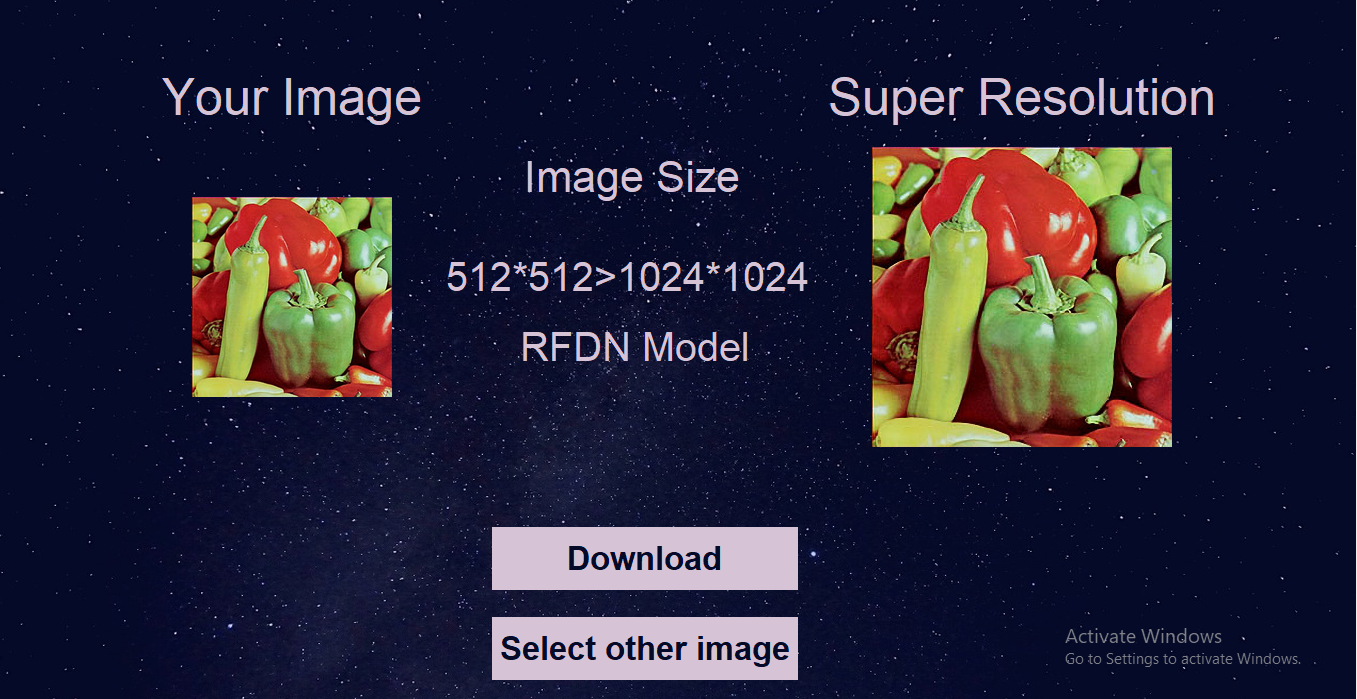 Your Image
Super Resolution
Image Size
512*512>1024*1024
RFDN Model
Download
Select other image
Activate Windows
Go to Settings to activate Windows.